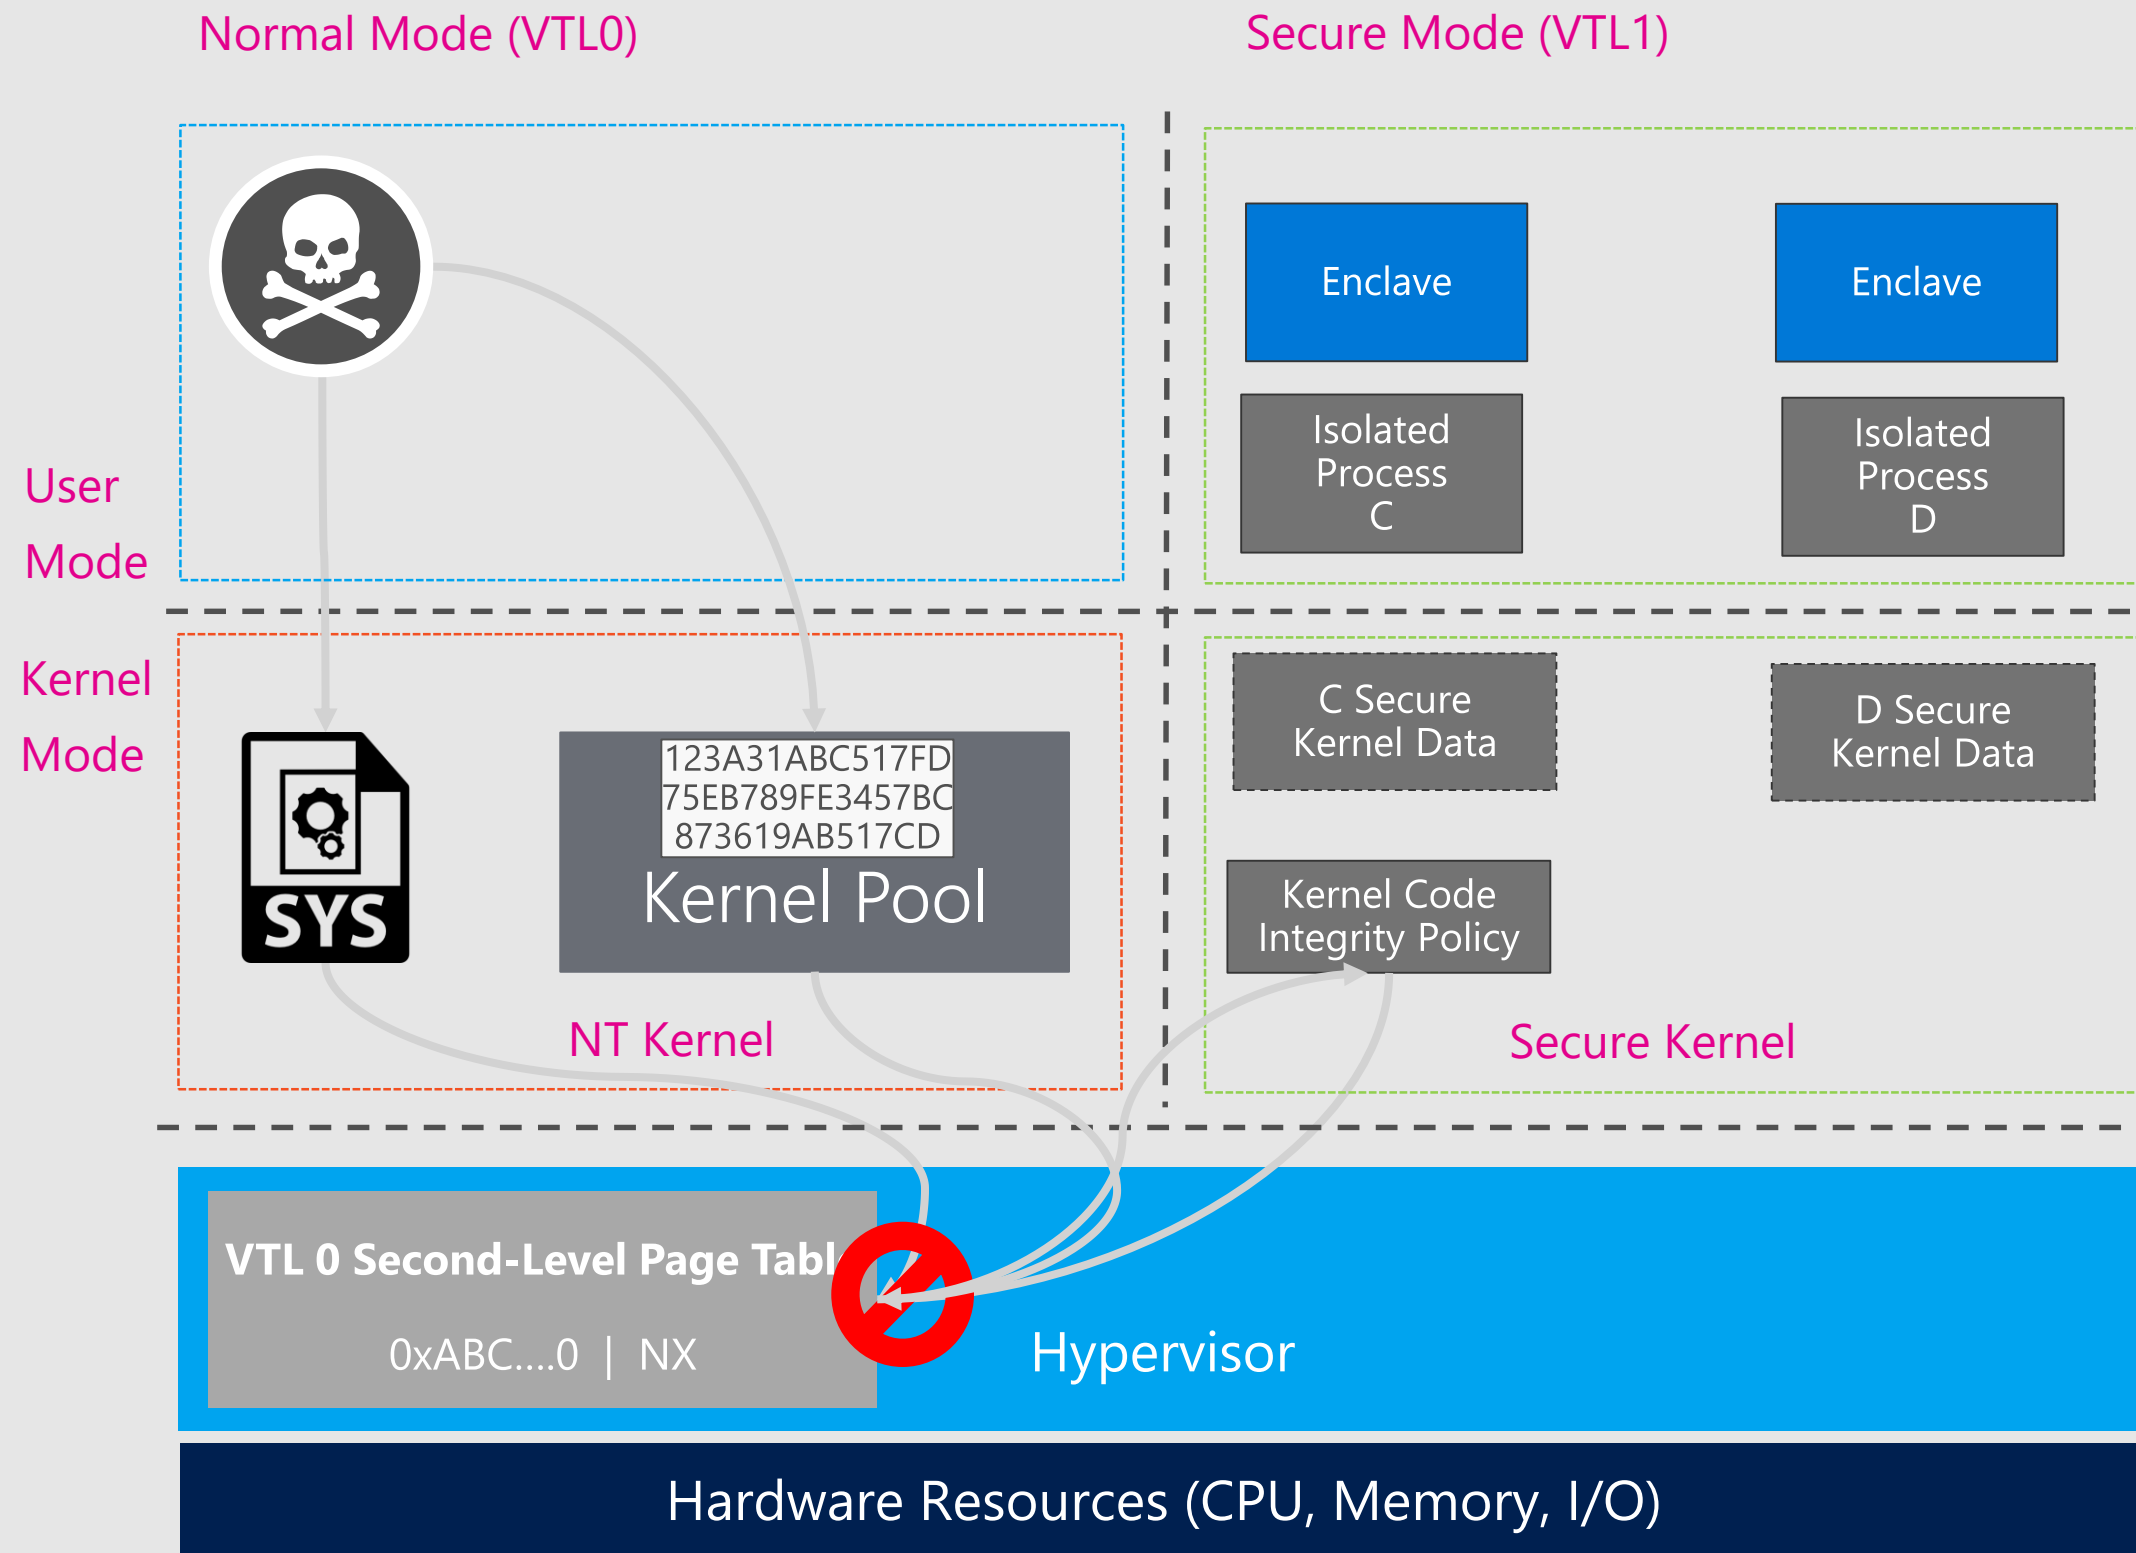 Normal Mode (VTL0)
Secure Mode (VTL1)
User
Mode
Enclave
Enclave
Isolated
Process
C
Isolated
Process
D
Kernel
Mode
SYS
123A31ABC517FD
75EB789FE3457BC
873619AB517CD
Kernel Pool
NT Kernel
C Secure
Kernel Data
D Secure
Kernel Data
Kernel Code
Integrity Policy
Secure Kernel
VTL 0 Second-Level Page Tabl
0xABC....0 | NX
Hypervisor
Hardware Resources (CPU, Memory, I/O)